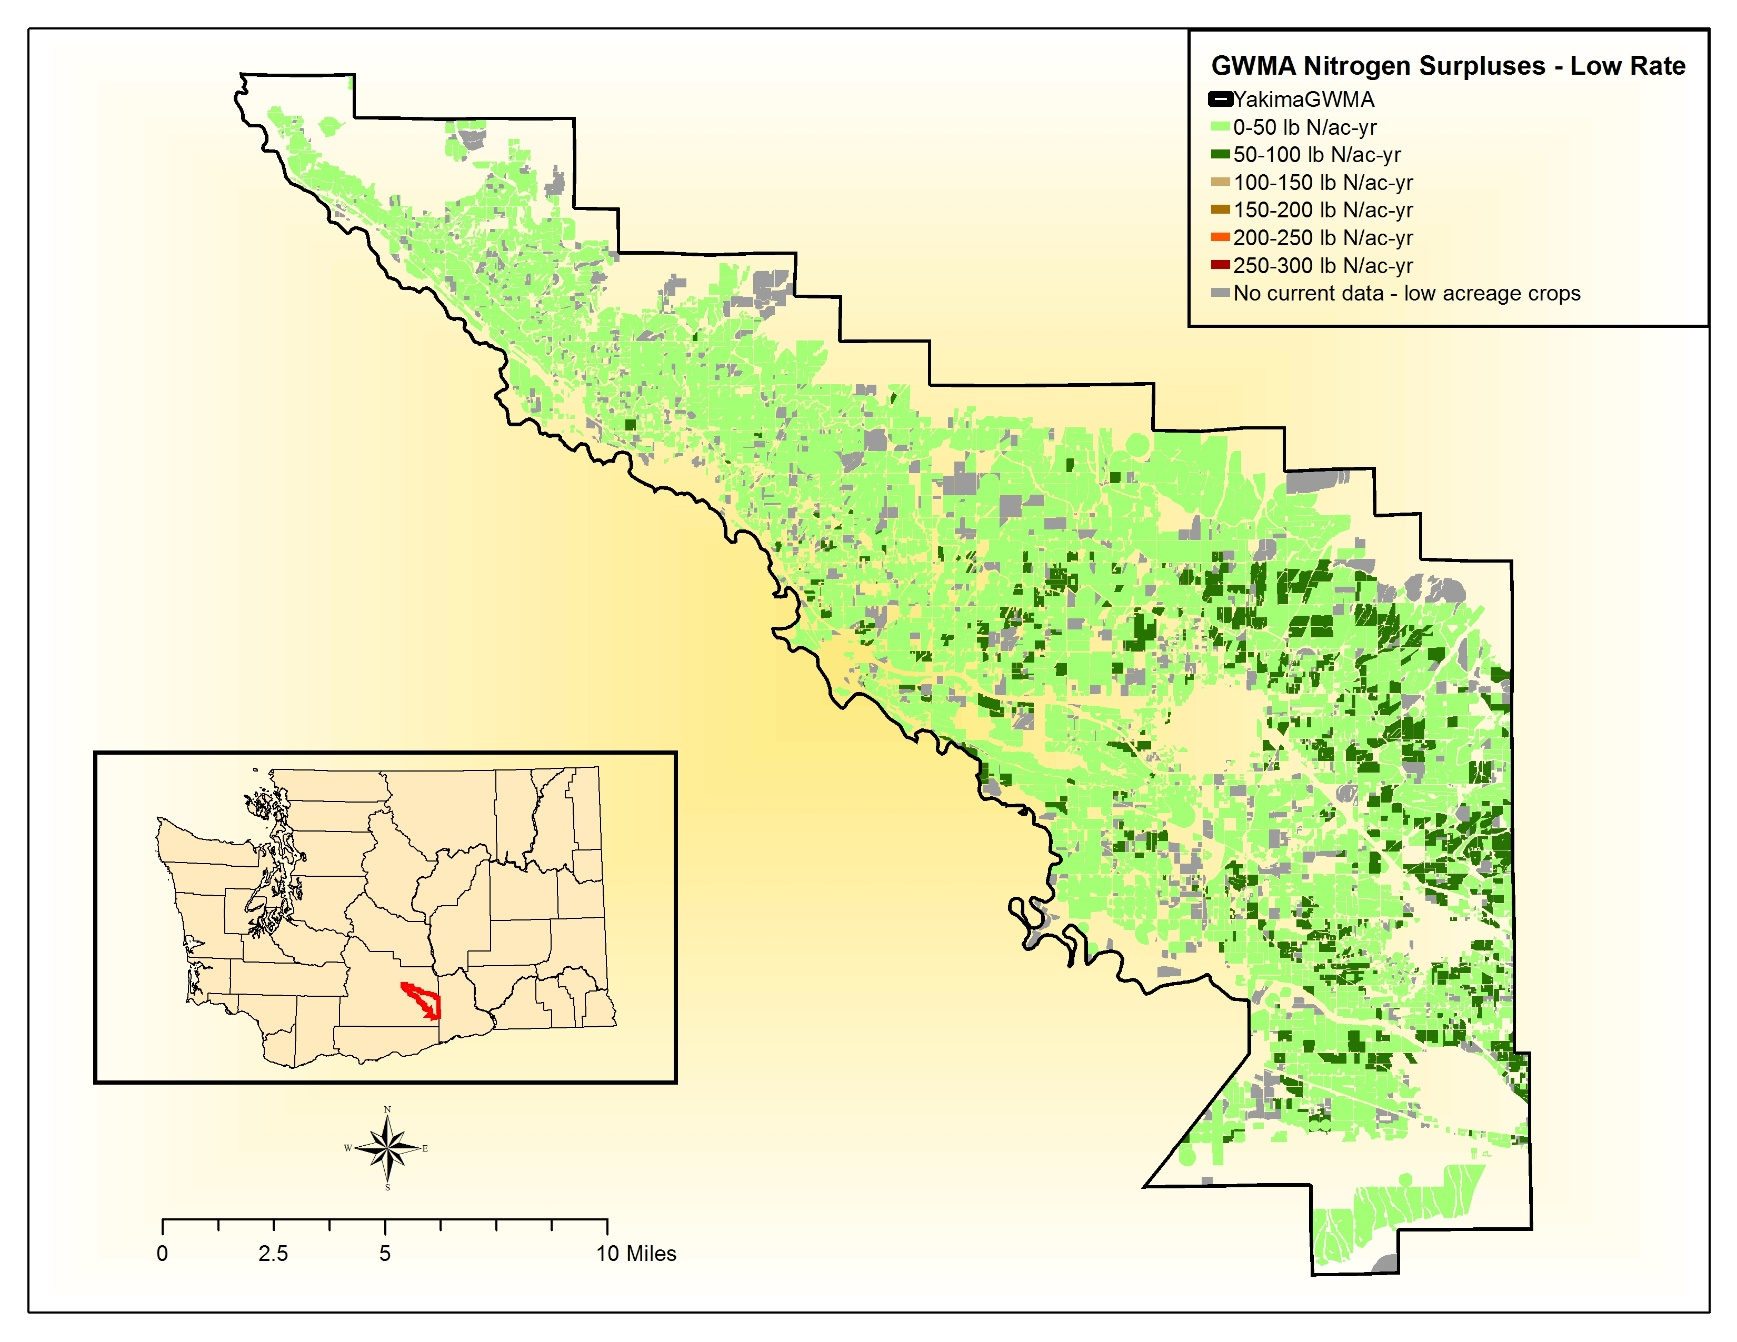 GWMA Nitrogen Surpluses - Low Rate
YakimaGWMA
0-50 lb N/ac-yr
50-100 lb N/ac-yr
100-150 lb N/ac-yr
150-200 lb N/ac-yr
200-250 lb N/ac-yr
250-300 lb N/ac-yr
No current data - low acreage crops
N
W E
S
0 2.5 5 10 Miles